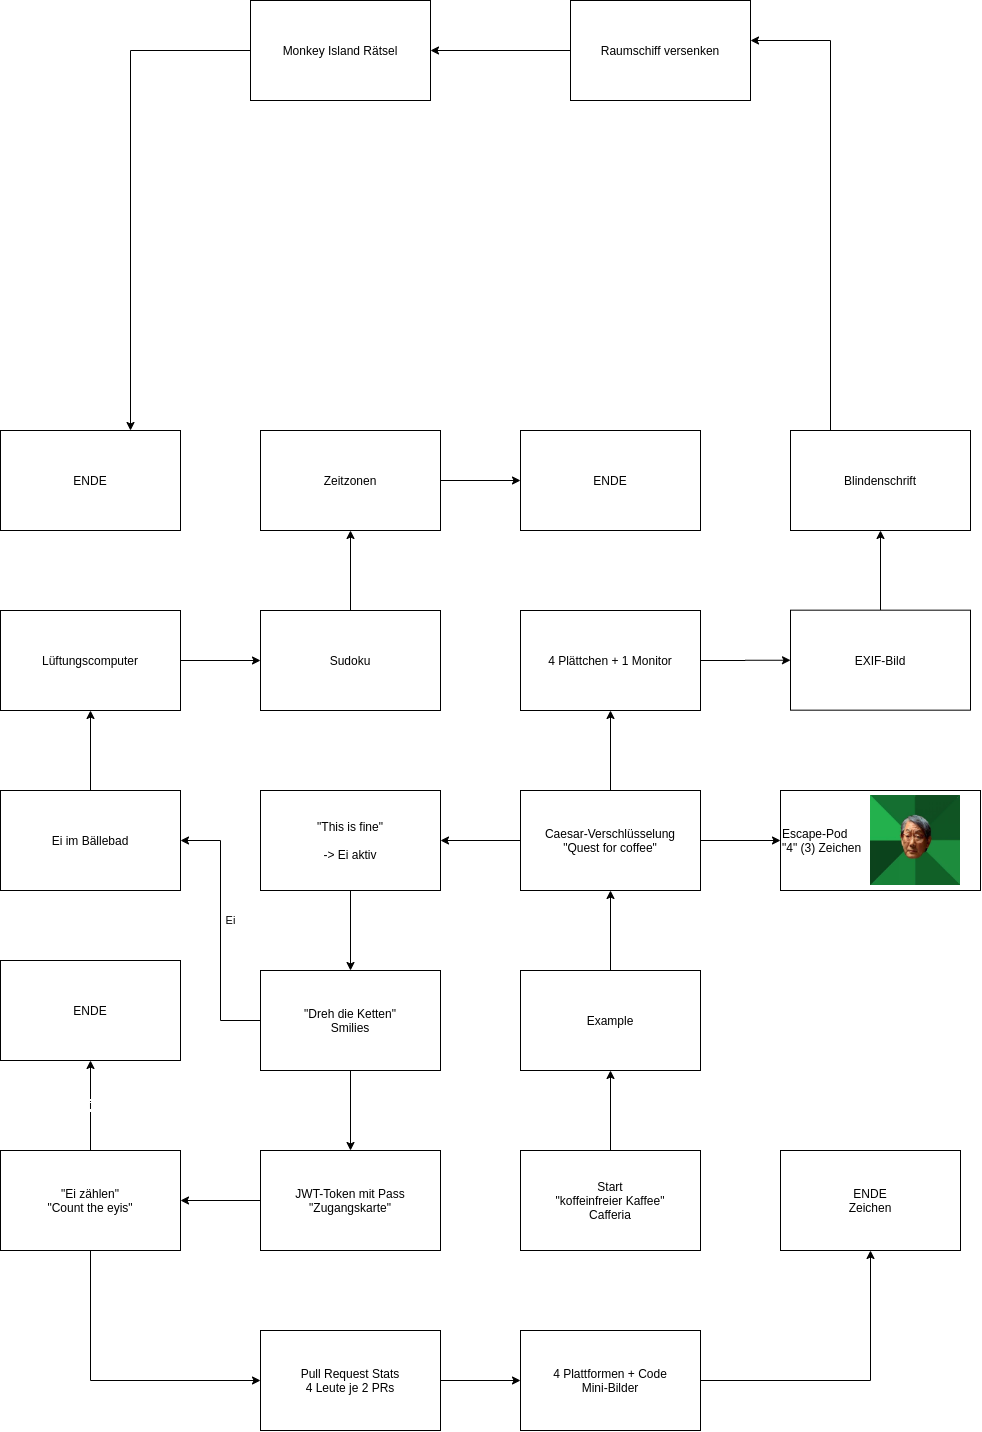 Monkey Island Rätsel
Raumschiff versenken
ENDE
Zeitzonen
ENDE
Blindenschrift
Lüftungscomputer
Sudoku
4 Plättchen + 1 Monitor
EXIF-Bild
Ei im Bällebad
"This is fine"
-> Ei aktiv
Caesar-Verschlüsselung
"Quest for coffee"
Escape-Pod
"4" (3) Zeichen
Ei
ENDE
"Dreh die Ketten"
Smilies
Example
i
"Ei zählen"
"Count the eyis"
JWT-Token mit Pass
"Zugangskarte"
Start
"koffeinfreier Kaffee"
Cafferia
ENDE
Zeichen
Pull Request Stats
4 Leute je 2 PRs
4 Plattformen + Code
Mini-Bilder